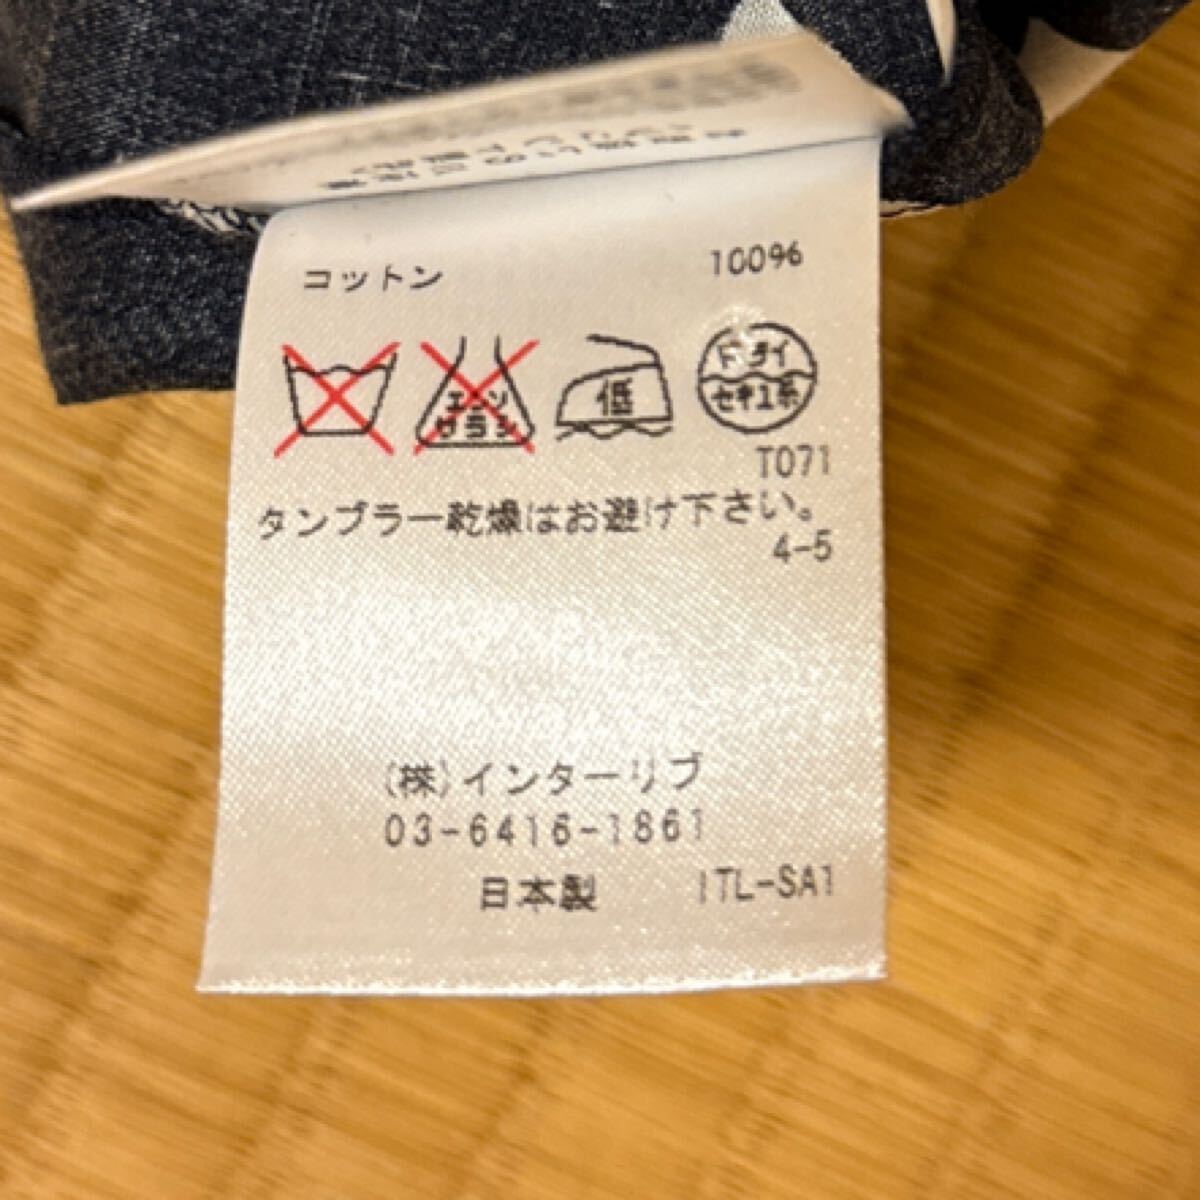 コットン 100%
エンソ
サラシ
低
ドライ
セキユ系
T071
タンブラー乾燥はお避け下さい。
4-5
(株)インターリブ
03-6416-1861
日本製 ITL-SA1